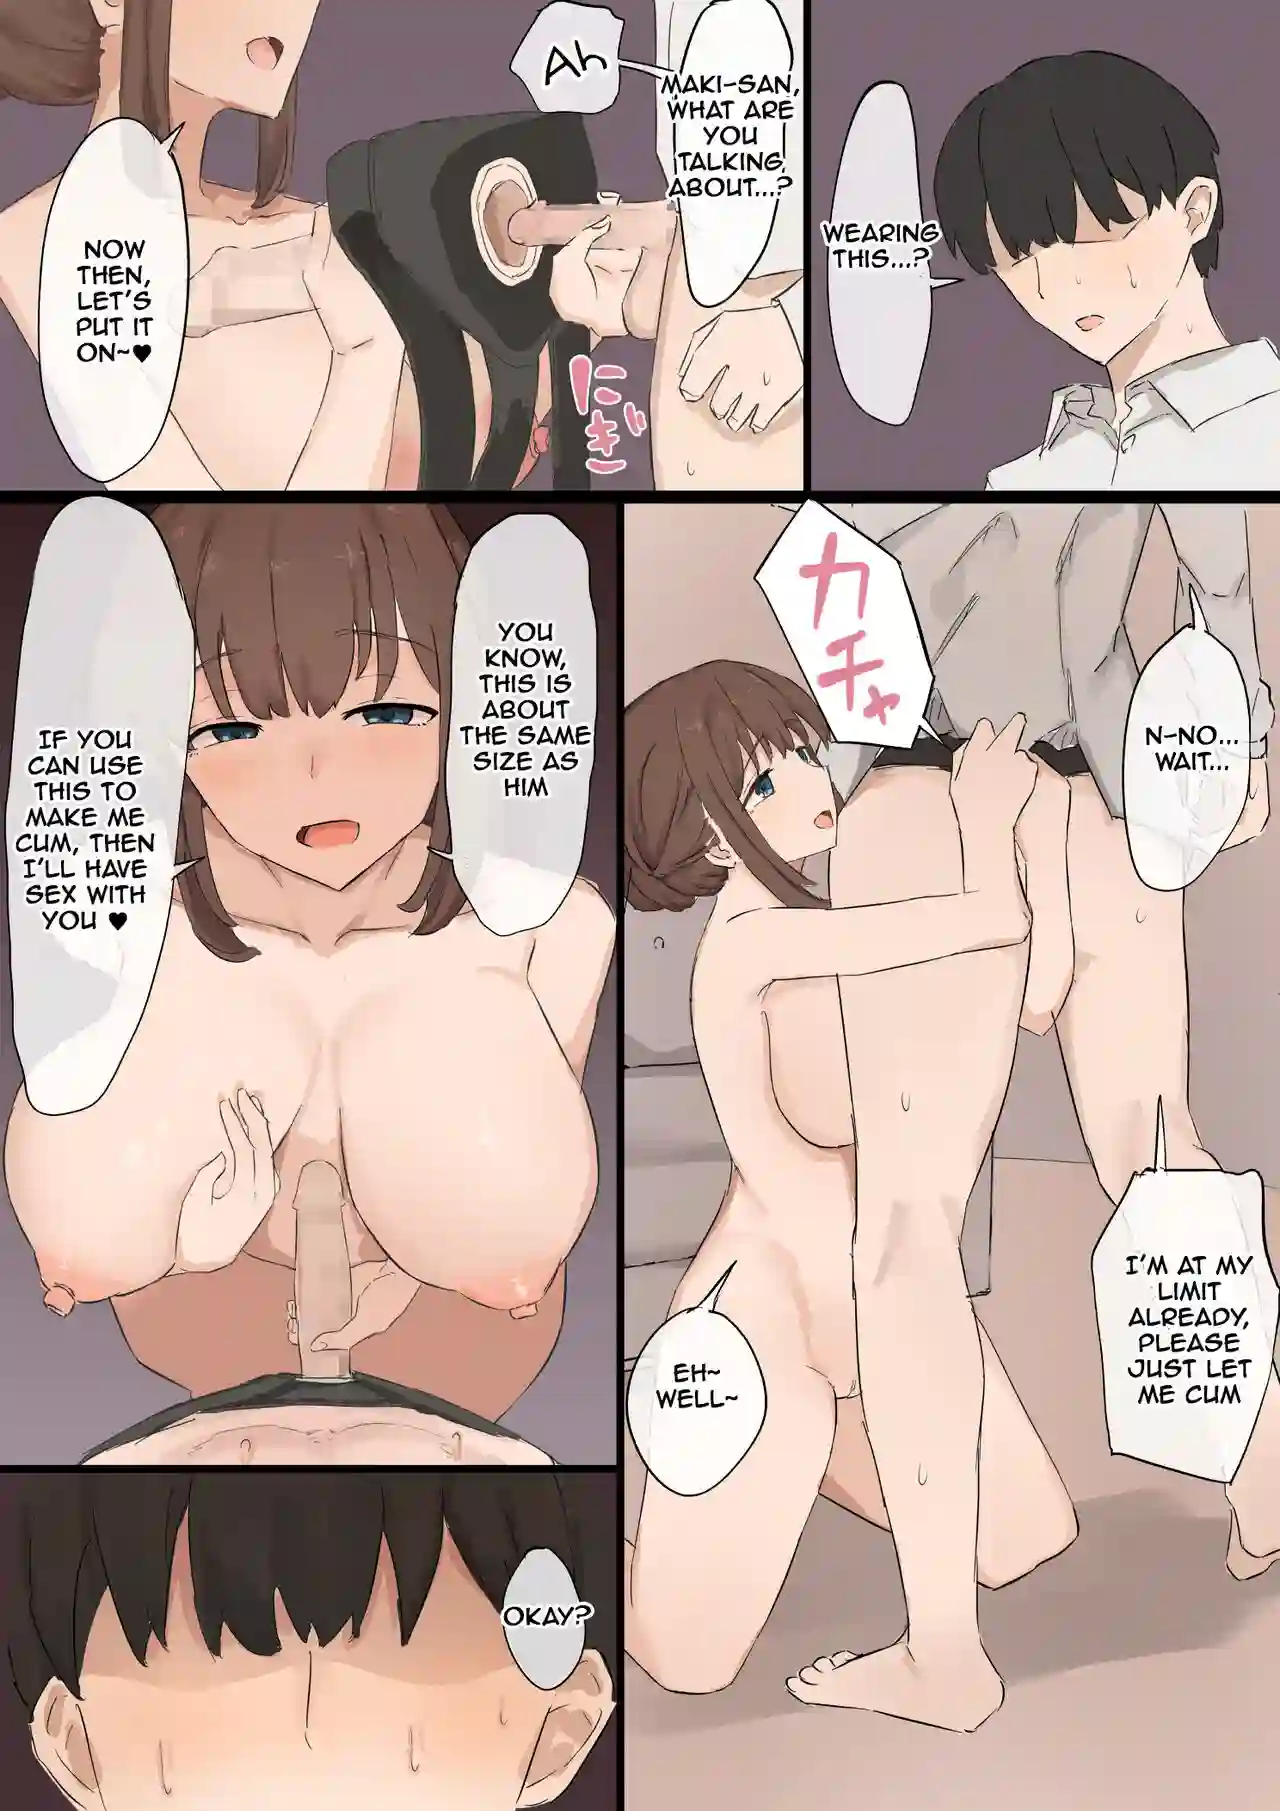 WEARING
THIS...?
MAKI-SAN,
WHAT ARE
YOU
TALKING
ABOUT...?
Ah
にぎ
NOW
THEN,
LET'S
PUT IT
ON~♥
カチャ
N-NO...
WAIT...
I'M AT MY
LIMIT
ALREADY,
PLEASE
JUST LET
ME CUM
EH~
WELL~
YOU
KNOW,
THIS IS
ABOUT
THE SAME
SIZE AS
HIM
IF YOU
CAN USE
THIS TO
MAKE ME
CUM, THEN
I'LL HAVE
SEX WITH
YOU ♥
OKAY?